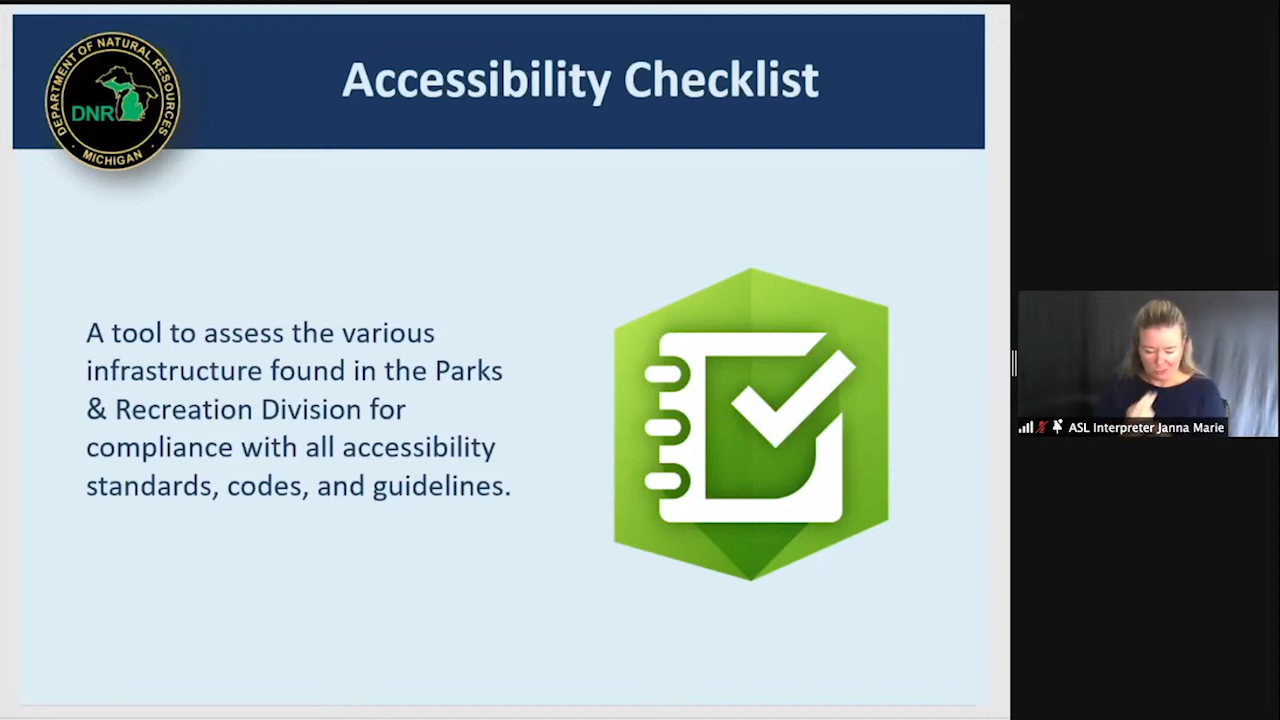 DEPARTMENT OF NATURAL RESOURCES
DNR
MICHIGAN
Accessibility Checklist
A tool to assess the various
infrastructure found in the Parks
& Recreation Division for
compliance with all accessibility
standards, codes, and guidelines.
ASL Interpreter Janna Marie